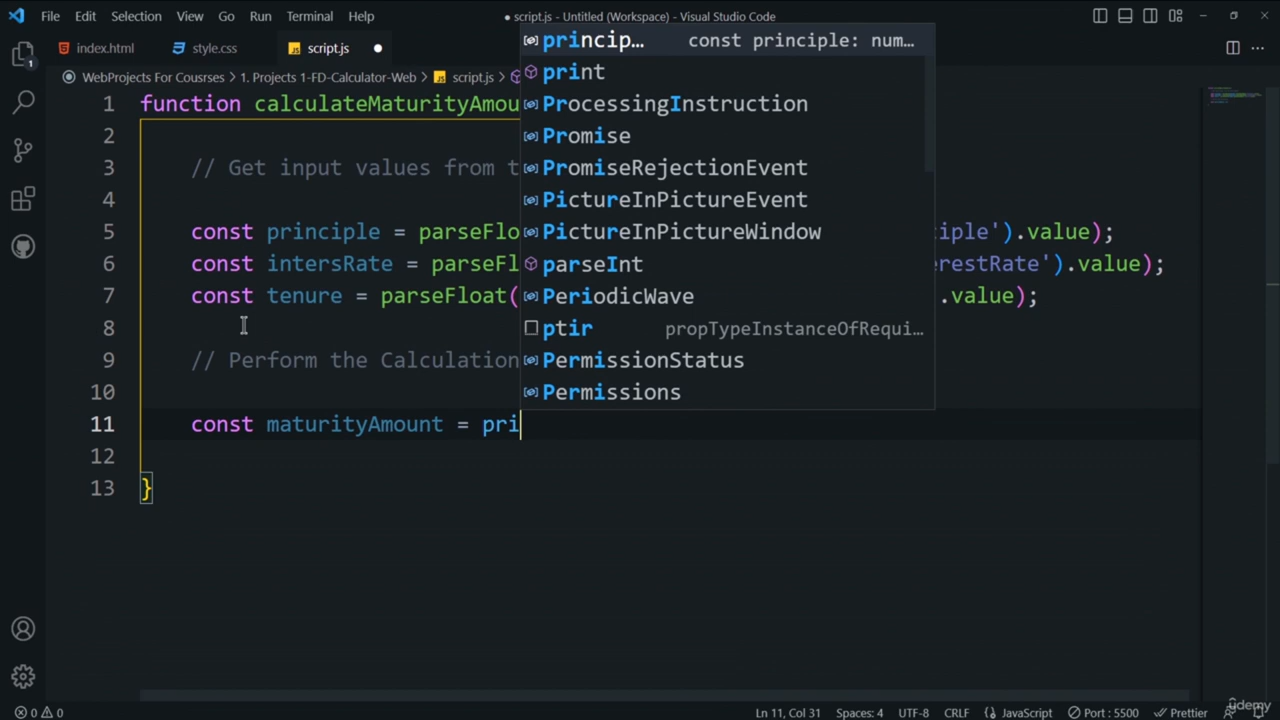 File Edit Selection View Go Run Terminal Help
● script.js - Untitled (Workspace) - Visual Studio Code
index.html style.css script.js
WebProjects For Cousrses > 1. Projects 1-FD-Calculator-Web > script.js >
1 function calculateMaturityAmou
2
3 // Get input values from t
4
5 const principle = parseFlo iple').value);
6 const intersRate = parseFl erestRate').value);
7 const tenure = parseFloat( .value);
8
9 // Perform the Calculation
10
11 const maturityAmount = pri
12
13 }
princip… const principle: num…
print
ProcessingInstruction
Promise
PromiseRejectionEvent
PictureInPictureEvent
PictureInPictureWindow
parseInt
PeriodicWave
ptir propTypeInstanceOfRequi…
PermissionStatus
Permissions
1
0 0 Ln 11, Col 31 Spaces: 4 UTF-8 CRLF JavaScript Port : 5500 Prettier
udemy